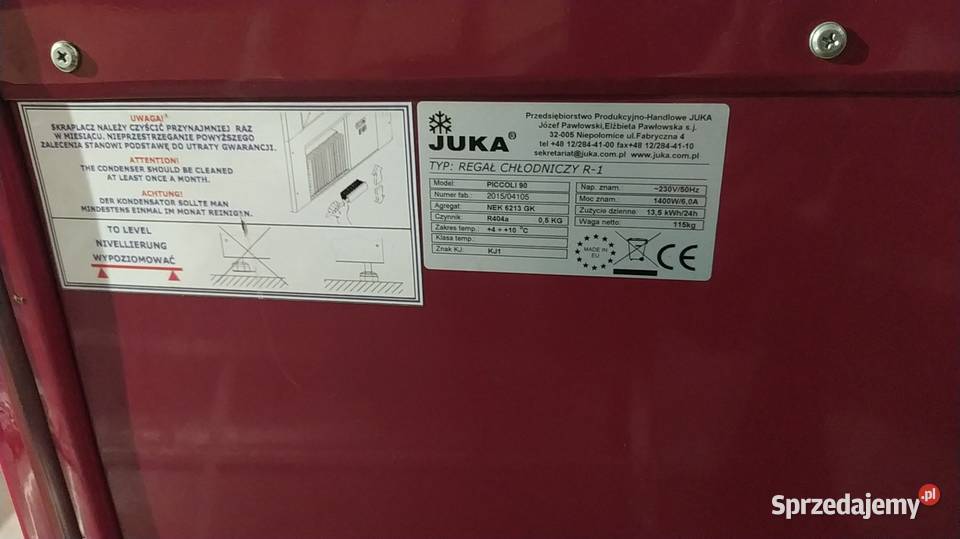 UWAGA!
SKRAPLACZ NALEŻY CZYŚCIĆ PRZYNAJMNIEJ RAZ
W MIESIĄCU. NIEPRZESTRZEGANIE POWYŻSZEGO
ZALECENIA STANOWI PODSTAWĘ DO UTRATY GWARANCJI.
ATTENTION!
THE CONDENSER SHOULD BE CLEANED
AT LEAST ONCE A MONTH.
ACHTUNG!
DER KONDENSATOR SOLLTE MAN
MINDESTENS EINMAL IM MONAT REINIGEN.
TO LEVEL
NIVELLIERUNG
WYPOZIOMOWAĆ
JUKA®
Przedsiębiorstwo Produkcyjno-Handlowe JUKA
Józef Pawłowski,Elżbieta Pawłowska s.j.
32-005 Niepołomice ul.Fabryczna 4
tel +48 12/284-41-00 fax+48 12/284-41-10
sekretariat@juka.com.pl www.juka.com.pl
TYP: REGAŁ CHŁODNICZY R-1
Model: PICCOLI 90
Numer fab.: 2015/04105
Agregat: NEK 6213 GK
Czynnik: R404a 0,5 KG
Zakres temp.: +4 ÷ +10 °C
Klasa temp.:
Znak KJ: KJ1
Nap. znam. ~230V/50Hz
Moc znam. 1400W/6,0A
Zużycie dzienne: 13,5 kWh/24h
Waga netto: 115kg
MADE IN
EU
CE
Sprzedajemy.pl